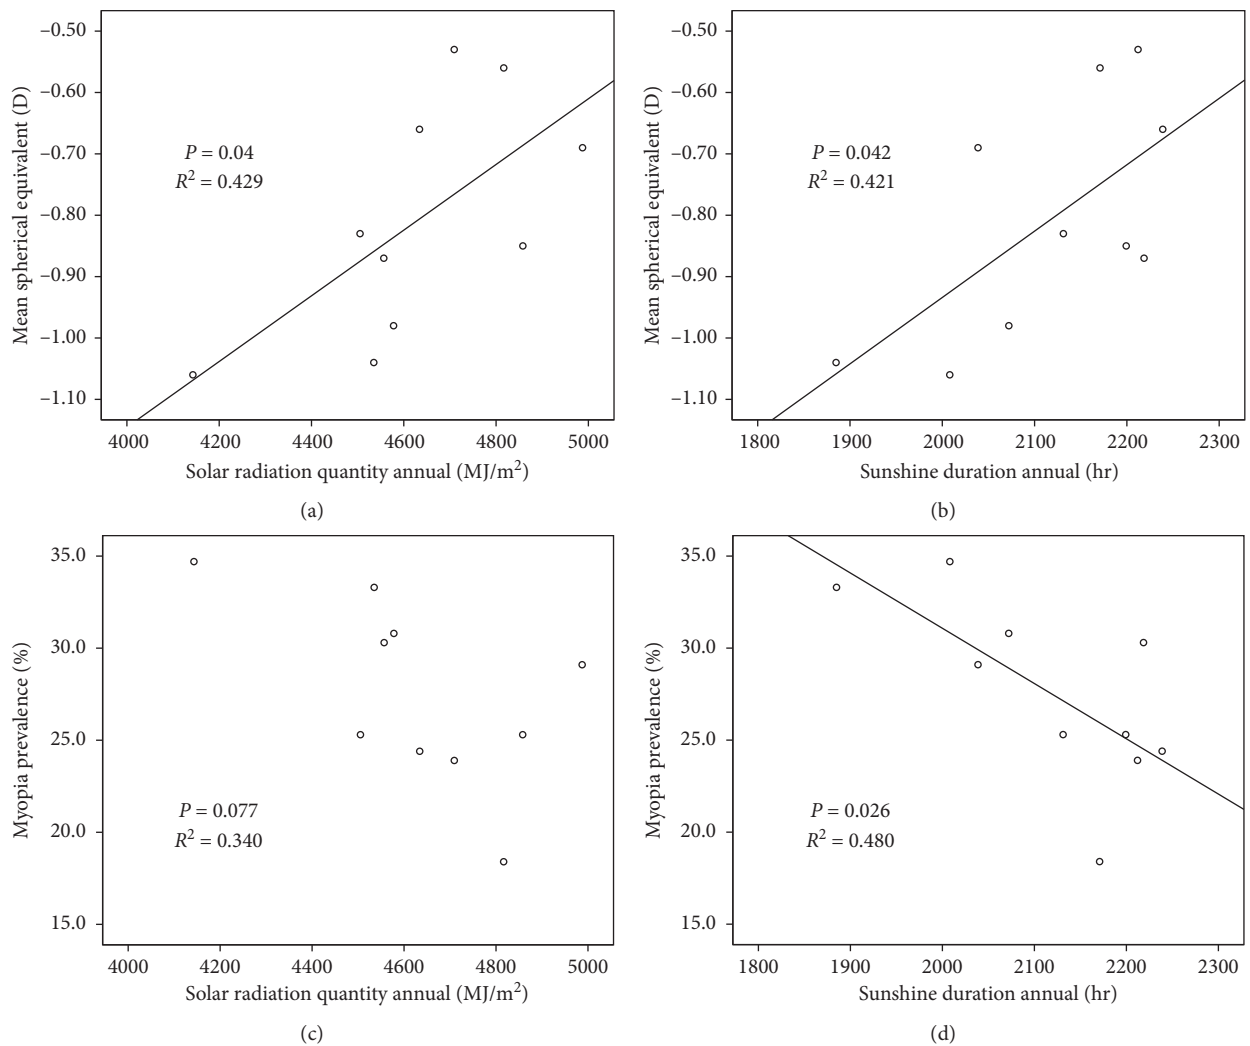 −0.50
−0.60
−0.70
−0.80
−0.90
−1.00
−1.10
Mean spherical equivalent (D)
P = 0.04
R² = 0.429
4000 4200 4400 4600 4800 5000
Solar radiation quantity annual (MJ/m²)
(a)
−0.50
−0.60
−0.70
−0.80
−0.90
−1.00
−1.10
Mean spherical equivalent (D)
P = 0.042
R² = 0.421
1800 1900 2000 2100 2200 2300
Sunshine duration annual (hr)
(b)
35.0
30.0
25.0
20.0
15.0
Myopia prevalence (%)
P = 0.077
R² = 0.340
4000 4200 4400 4600 4800 5000
Solar radiation quantity annual (MJ/m²)
(c)
35.0
30.0
25.0
20.0
15.0
Myopia prevalence (%)
P = 0.026
R² = 0.480
1800 1900 2000 2100 2200 2300
Sunshine duration annual (hr)
(d)